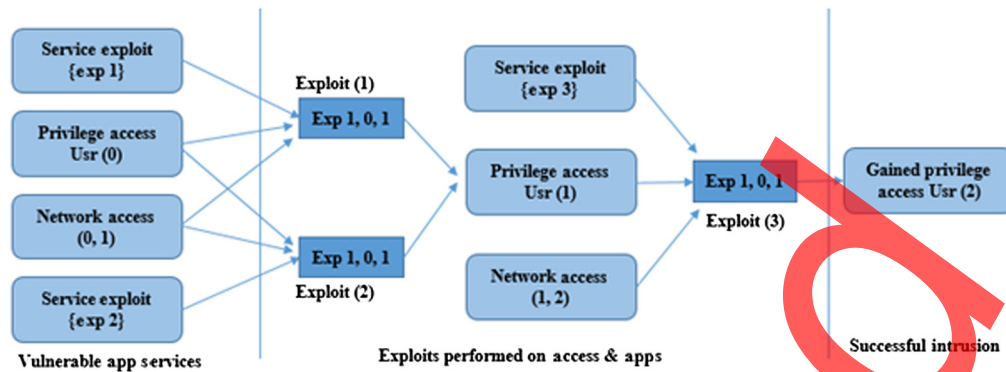 Service exploit
{exp 1}
Privilege access
Usr (0)
Network access
(0, 1)
Service exploit
{exp 2}
Vulnerable app services
Exploit (1)
Exp 1, 0, 1
Exp 1, 0, 1
Exploit (2)
Service exploit
{exp 3}
Privilege access
Usr (1)
Network access
(1, 2)
Exp 1, 0, 1
Exploit (3)
Exploits performed on access & apps
Gained privilege
access Usr (2)
Successful intrusion